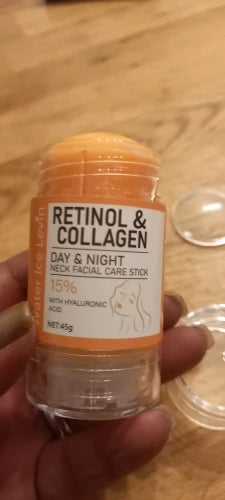 RETINOL &
COLLAGEN
DAY & NIGHT
NECK FACIAL CARE STICK
15%
WITH HYALURONIC
ACID
NET:45g
Water Ice Levin